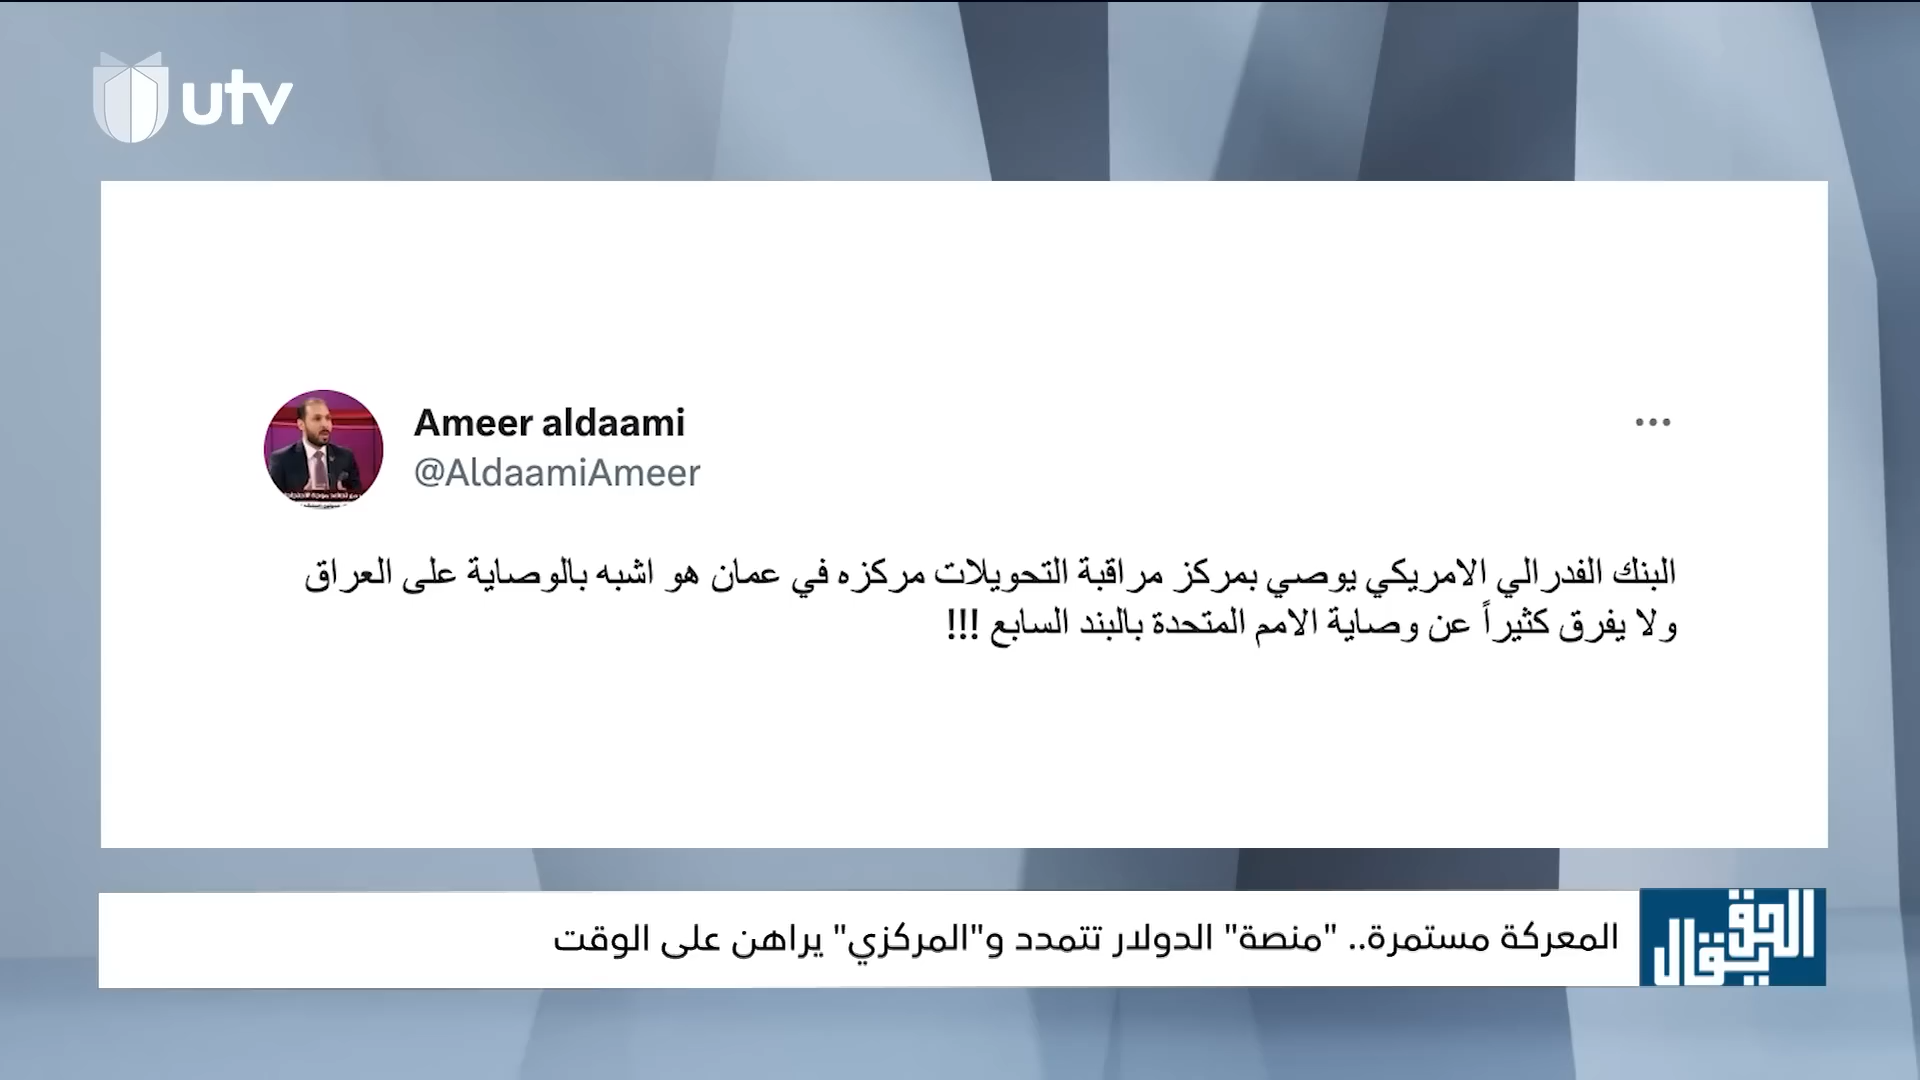 utv
Ameer aldaami
@AldaamiAmeer
البنك الفدرالي الامريكي يوصي بمركز مراقبة التحويلات مركزه في عمان هو اشبه بالوصاية على العراق
ولا يفرق كثيراً عن وصاية الامم المتحدة بالبند السابع !!!
المعركة مستمرة.. "منصة" الدولار تتمدد و"المركزي" يراهن على الوقت
الحق
يقال